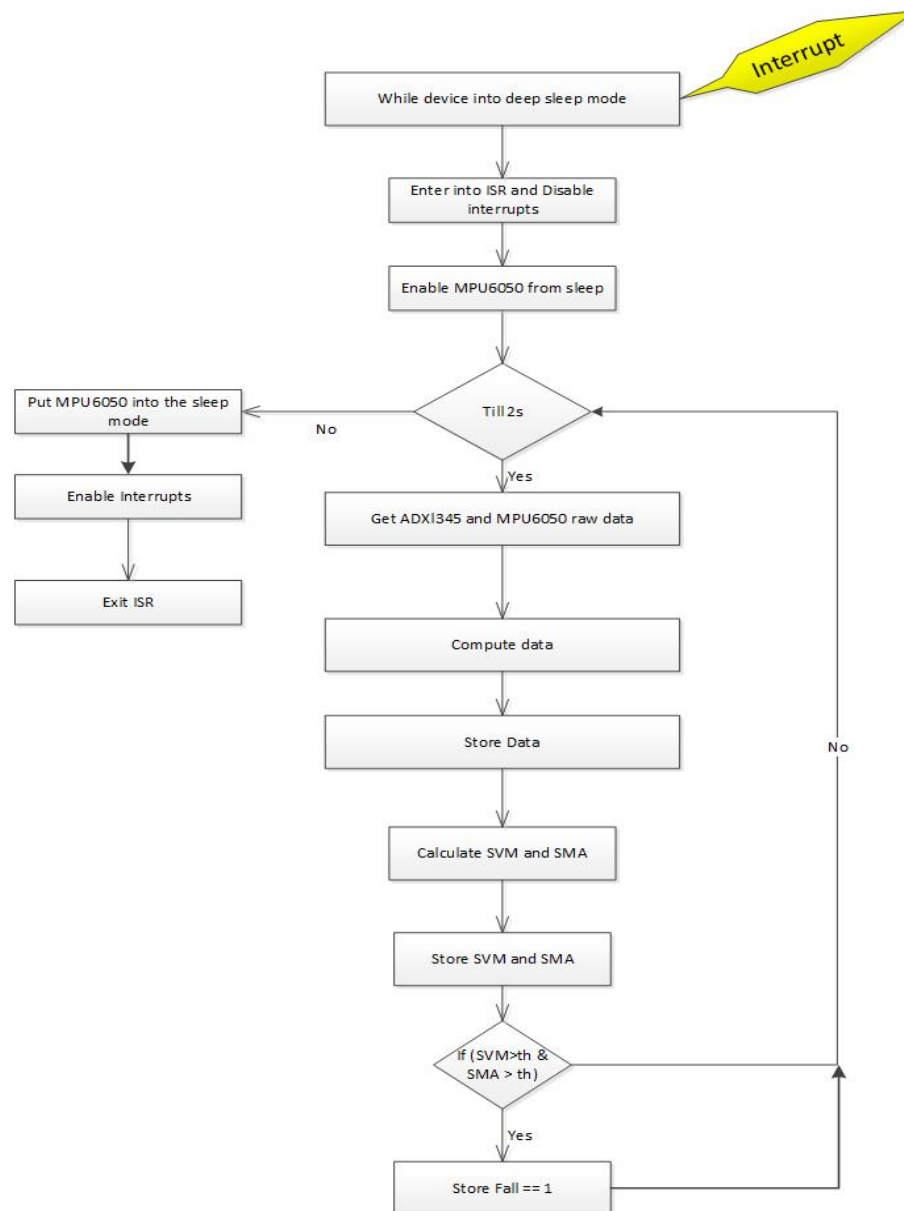 Interrupt
While device into deep sleep mode
Enter into ISR and Disable
interrupts
Enable MPU6050 from sleep
Till 2s
Put MPU6050 into the sleep
mode
No
Yes
Enable Interrupts
Get ADXl345 and MPU6050 raw data
Exit ISR
Compute data
Store Data
No
Calculate SVM and SMA
Store SVM and SMA
If (SVM>th &
SMA > th)
Yes
Store Fall == 1